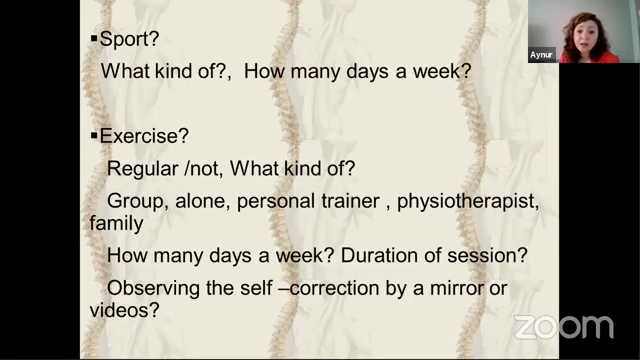 ▪Sport?
What kind of?, How many days a week?
▪Exercise?
Regular /not, What kind of?
Group, alone, personal trainer , physiotherapist,
family
How many days a week? Duration of session?
Observing the self –correction by a mirror or
videos?
Aynur
zoom